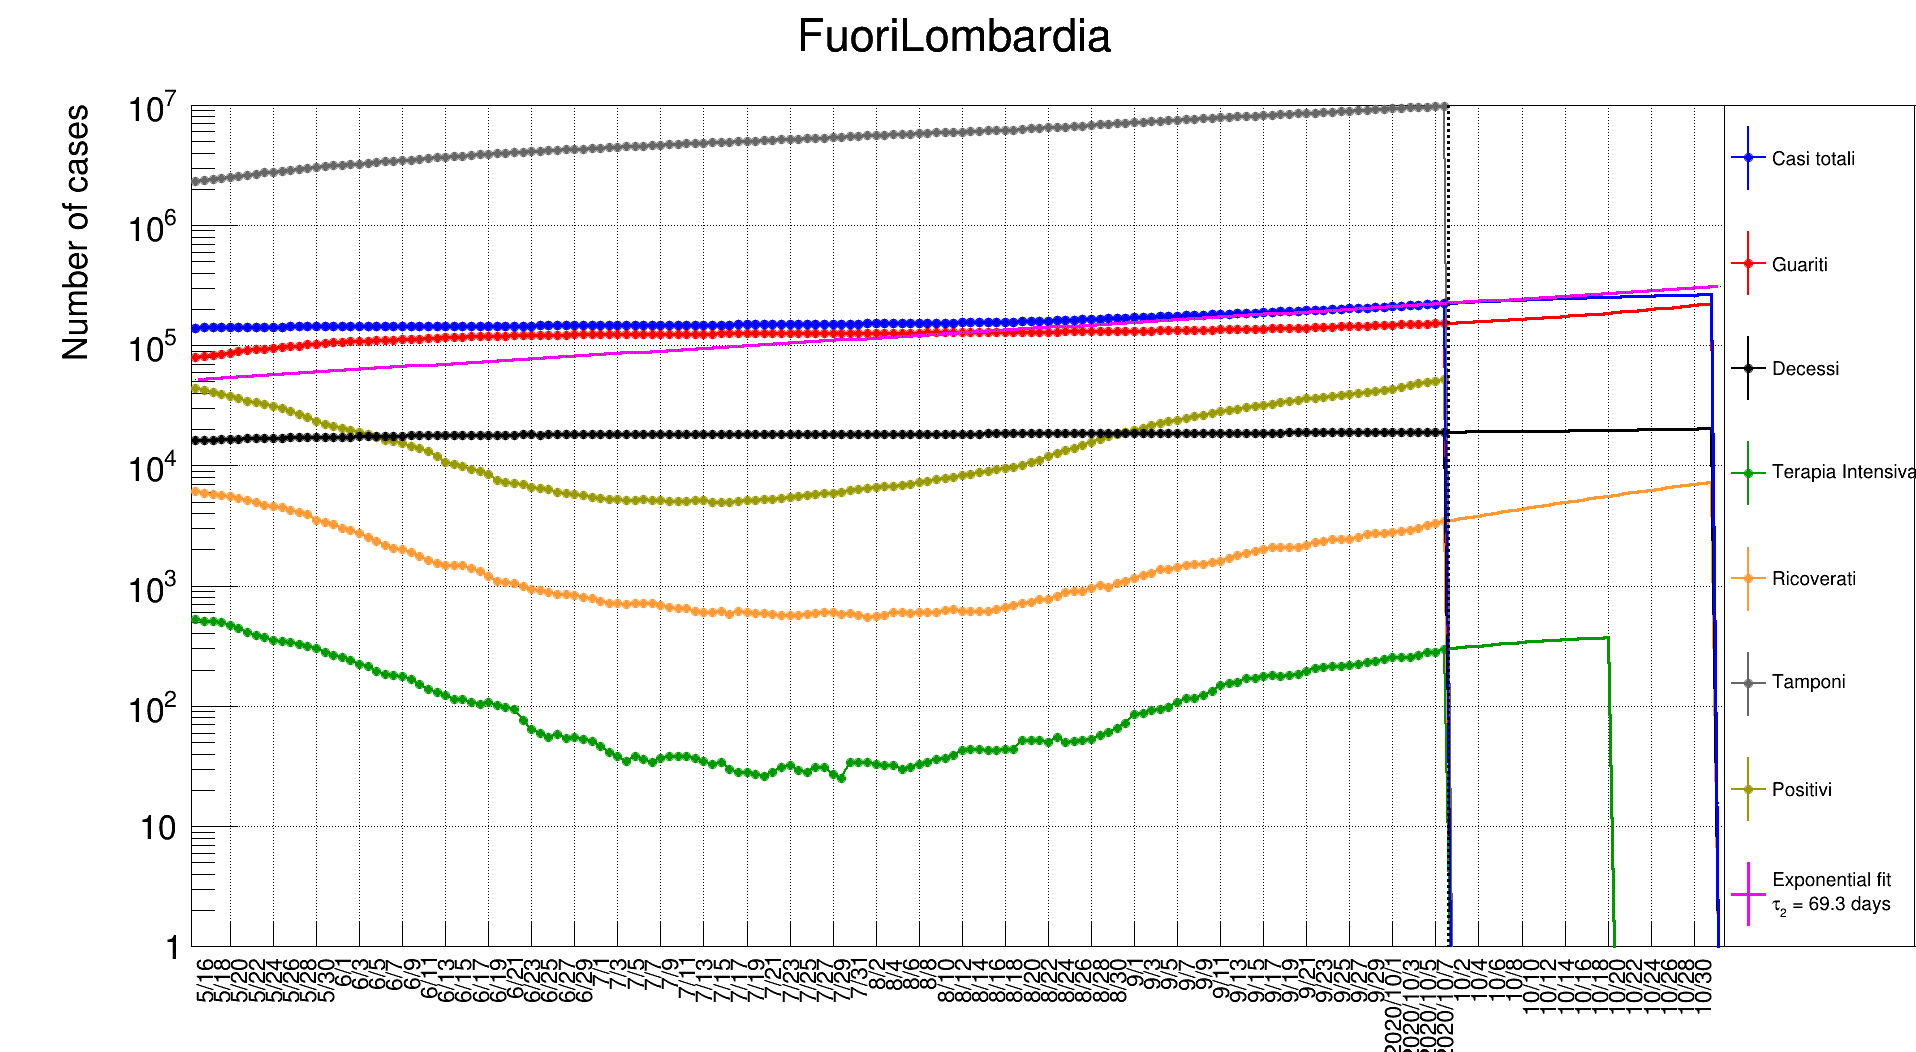 FuoriLombardia
Number of cases
10^7
10^6
10^5
10^4
10^3
10^2
10
1
5/16 5/18 5/20 5/22 5/24 5/26 5/28 5/30 6/1 6/3 6/5 6/7 6/9 6/11 6/13 6/15 6/17 6/19 6/21 6/23 6/25 6/27 6/29 7/1 7/3 7/5 7/7 7/9 7/11 7/13 7/15 7/17 7/19 7/21 7/23 7/25 7/27 7/29 7/31 8/2 8/4 8/6 8/8 8/10 8/12 8/14 8/16 8/18 8/20 8/22 8/24 8/26 8/28 8/30 9/1 9/3 9/5 9/7 9/9 9/11 9/13 9/15 9/17 9/19 9/21 9/23 9/25 9/27 9/29 2020/10/1 2020/10/3 2020/10/5 2020/10/7 10/2 10/4 10/6 10/8 10/10 10/12 10/14 10/16 10/18 10/20 10/22 10/24 10/26 10/28 10/30
Casi totali
Guariti
Decessi
Terapia Intensiva
Ricoverati
Tamponi
Positivi
Exponential fit
τ2 = 69.3 days